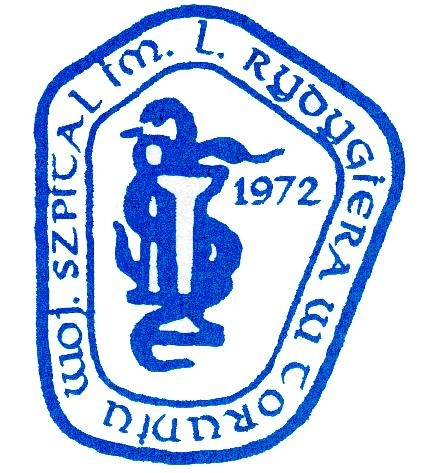 WOJ. SZPITAL IM. L. RYDYGIERA W TORUNIU
1972